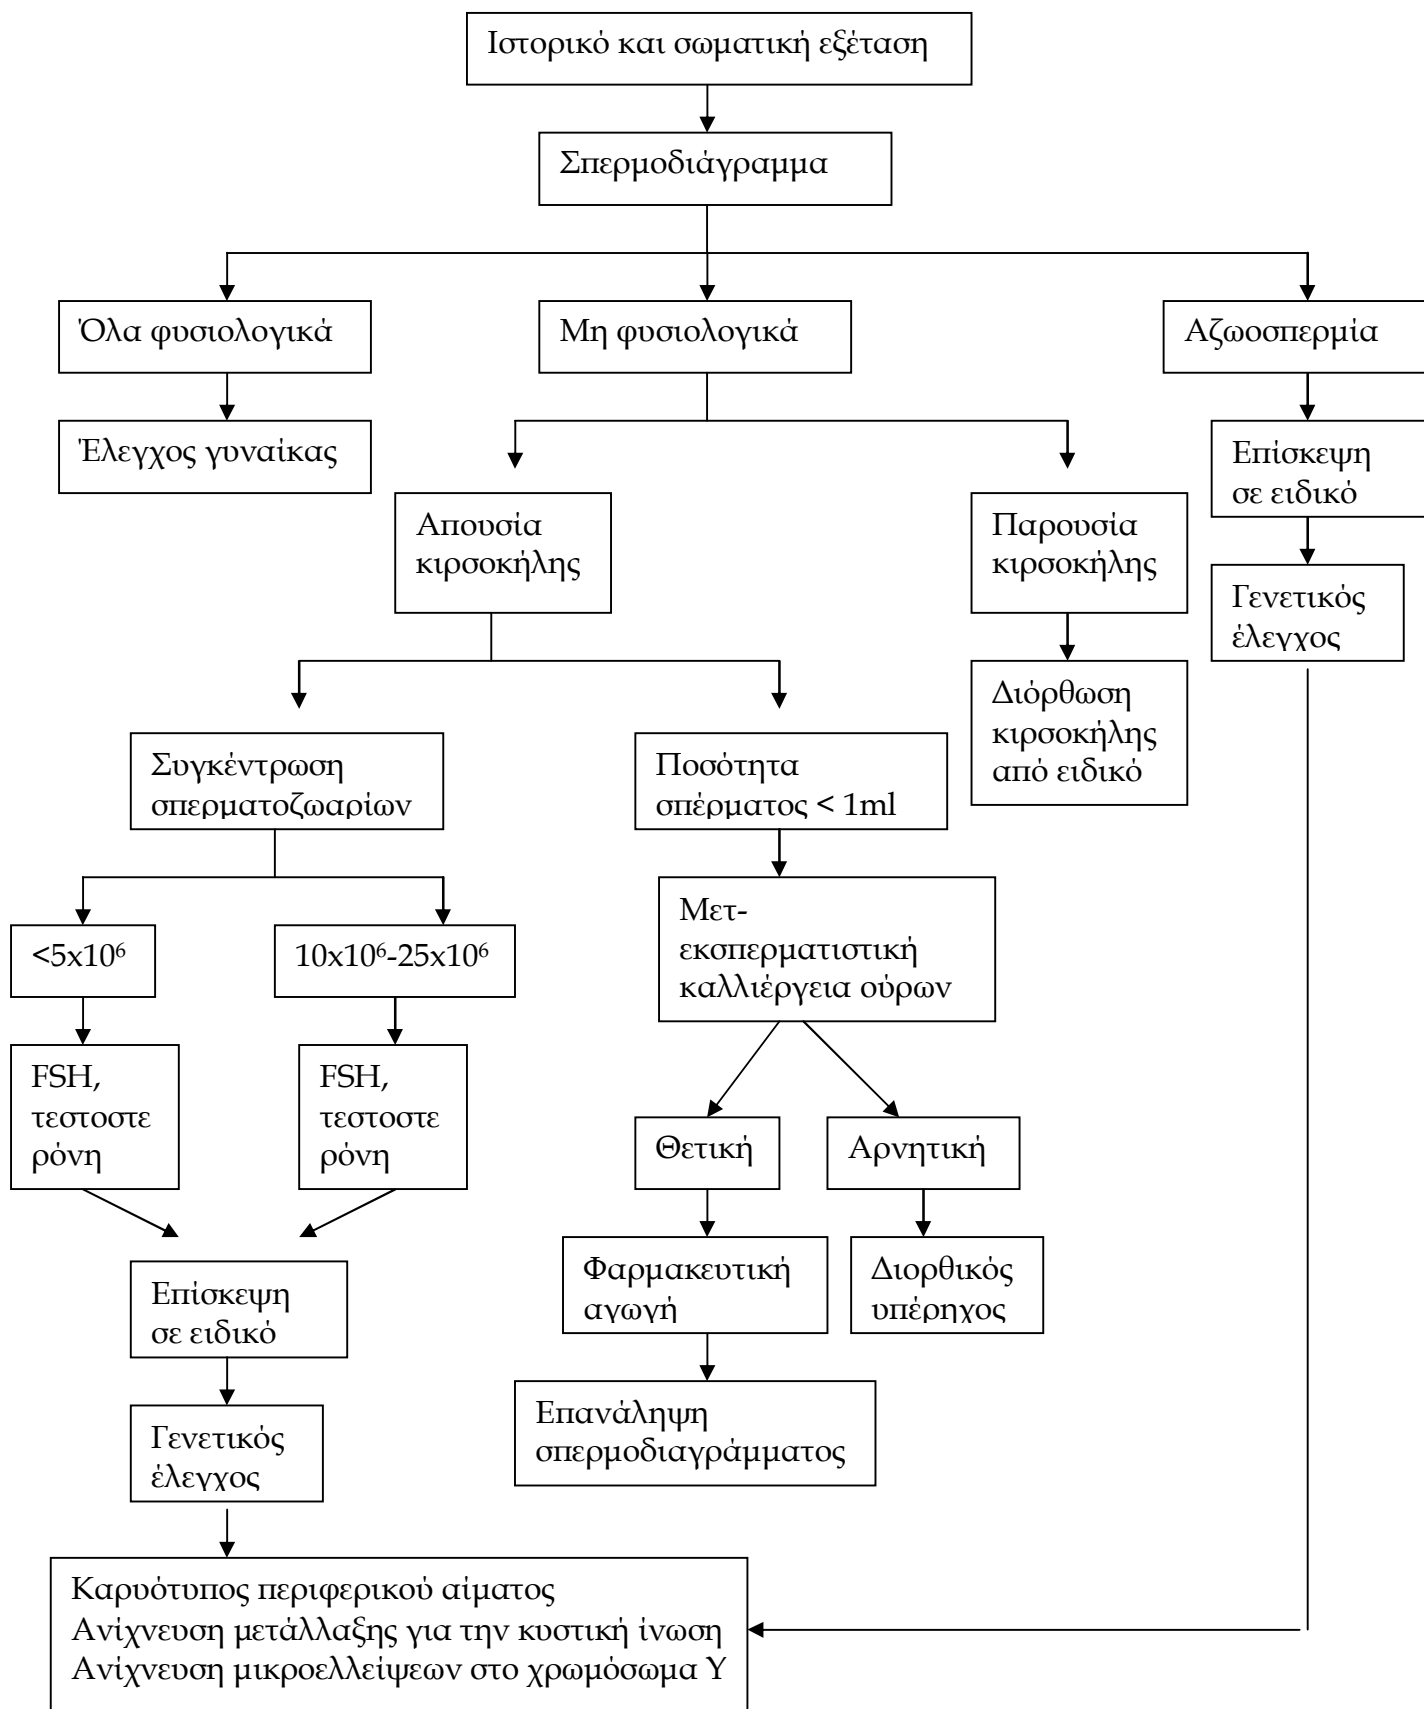 Ιστορικό και σωματική εξέταση
Σπερμοδιάγραμμα
Όλα φυσιολογικά
Μη φυσιολογικά
Αζωοσπερμία
Έλεγχος γυναίκας
Επίσκεψη
σε ειδικό
Απουσία
κιρσοκήλης
Παρουσία
κιρσοκήλης
Γενετικός
έλεγχος
Διόρθωση
κιρσοκήλης
από ειδικό
Συγκέντρωση
σπερματοζωαρίων
Ποσότητα
σπέρματος < 1ml
<5x10⁶
10x10⁶-25x10⁶
Μετ-
εκσπερματιστική
καλλιέργεια ούρων
FSH,
τεστοστε
ρόνη
FSH,
τεστοστε
ρόνη
Θετική
Αρνητική
Φαρμακευτική
αγωγή
Διορθικός
υπέρηχος
Επίσκεψη
σε ειδικό
Επανάληψη
σπερμοδιαγράμματος
Γενετικός
έλεγχος
Καρυότυπος περιφερικού αίματος
Ανίχνευση μετάλλαξης για την κυστική ίνωση
Ανίχνευση μικροελλείψεων στο χρωμόσωμα Υ